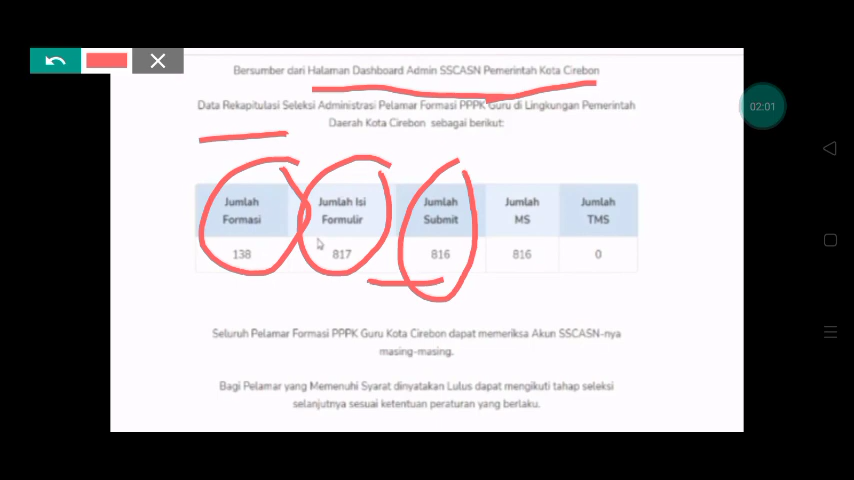 Bersumber dari Halaman Dashboard Admin SSCASN Pemerintah Kota Cirebon
Data Rekapitulasi Seleksi Administrasi Pelamar Formasi PPPK Guru di Lingkungan Pemerintah
Daerah Kota Cirebon sebagai berikut:
02:01
Jumlah Formasi
Jumlah Isi Formulir
Jumlah Submit
Jumlah MS
Jumlah TMS
138 817 816 816 0
Seluruh Pelamar Formasi PPPK Guru Kota Cirebon dapat memeriksa Akun SSCASN-nya
masing-masing.
Bagi Pelamar yang Memenuhi Syarat dinyatakan Lulus dapat mengikuti tahap seleksi
selanjutnya sesuai ketentuan peraturan yang berlaku.